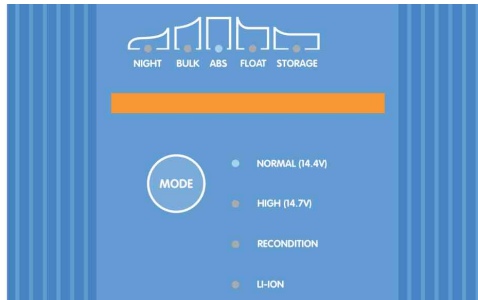 NIGHT BULK ABS FLOAT STORAGE
MODE
NORMAL (14.4V)
HIGH (14.7V)
RECONDITION
LI-ION